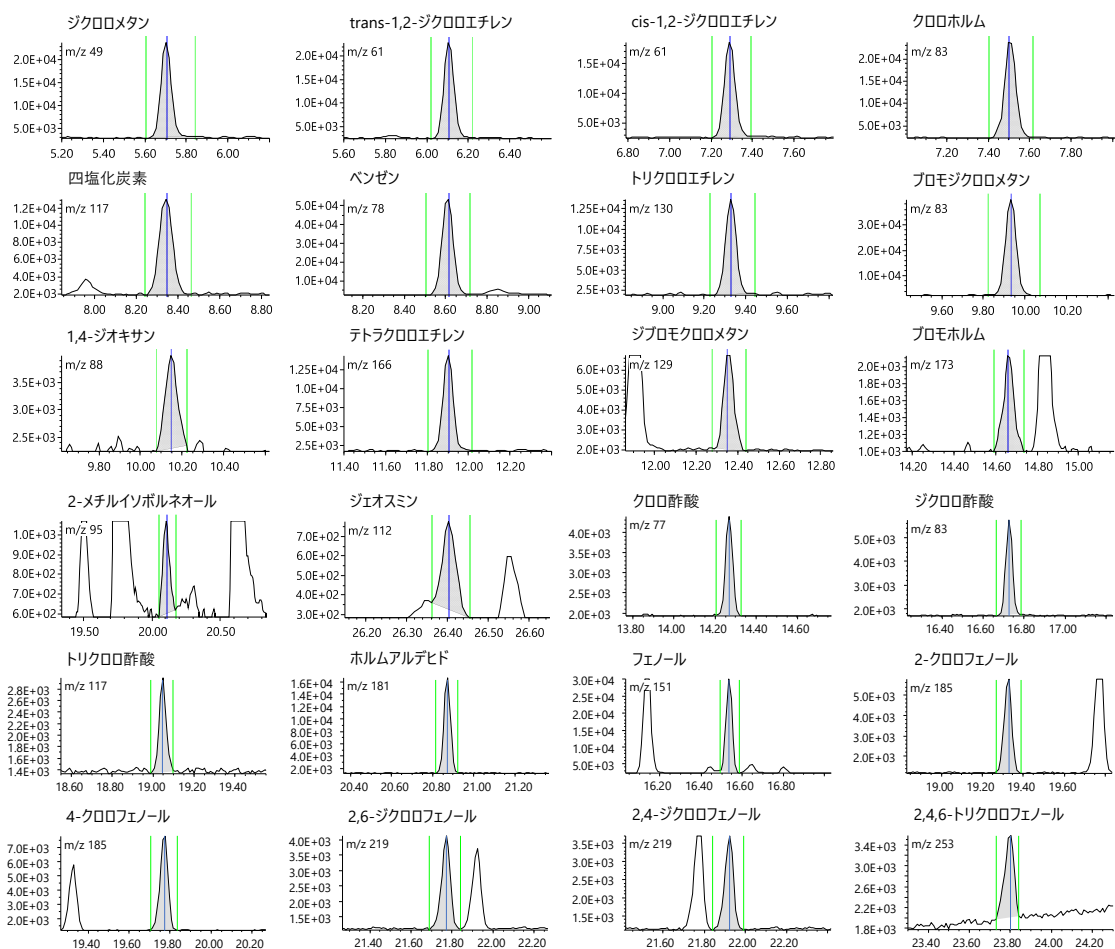 ジクロロメタン
m/z 49
2.0E+04
1.5E+04
1.0E+04
5.0E+03
5.20 5.60 5.80 6.00
trans-1,2-ジクロロエチレン
m/z 61
2.0E+04
1.5E+04
1.0E+04
5.0E+03
5.60 5.80 6.00 6.20 6.40
cis-1,2-ジクロロエチレン
m/z 61
1.5E+04
1.0E+04
5.0E+03
6.80 7.00 7.20 7.40 7.60
クロロホルム
m/z 83
2.0E+04
1.5E+04
1.0E+04
5.0E+03
7.00 7.20 7.40 7.60 7.80
四塩化炭素
m/z 117
1.2E+04
1.0E+04
8.0E+03
6.0E+03
4.0E+03
2.0E+03
8.00 8.20 8.40 8.60 8.80
ベンゼン
m/z 78
5.0E+04
4.0E+04
3.0E+04
2.0E+04
1.0E+04
8.20 8.40 8.60 8.80 9.00
トリクロロエチレン
m/z 130
1.25E+04
1.0E+04
7.5E+03
5.0E+03
2.5E+03
9.00 9.20 9.40 9.60 9.80
ブロモジクロロメタン
m/z 83
3.0E+04
2.0E+04
1.0E+04
9.60 9.80 10.00 10.20 10.40
1,4-ジオキサン
m/z 88
3.5E+03
3.0E+03
2.5E+03
9.80 10.00 10.20 10.40
テトラクロロエチレン
m/z 166
1.25E+04
1.0E+04
7.5E+03
5.0E+03
2.5E+03
11.40 11.60 11.80 12.00 12.20
ジブロモクロロメタン
m/z 129
6.0E+03
5.0E+03
4.0E+03
3.0E+03
2.0E+03
12.00 12.20 12.40 12.60 12.80
ブロモホルム
m/z 173
2.0E+03
1.8E+03
1.6E+03
1.4E+03
1.2E+03
1.0E+03
14.20 14.40 14.60 14.80 15.00
2-メチルイソボルネオール
m/z 95
1.0E+03
9.0E+02
8.0E+02
7.0E+02
6.0E+02
19.50 20.00 20.50
ジェオスミン
m/z 112
7.0E+02
6.0E+02
5.0E+02
4.0E+02
3.0E+02
26.20 26.30 26.40 26.50 26.60
クロロ酢酸
m/z 77
4.0E+03
3.5E+03
3.0E+03
2.5E+03
2.0E+03
13.80 14.00 14.20 14.40 14.60
ジクロロ酢酸
m/z 83
5.0E+03
4.0E+03
3.0E+03
2.0E+03
16.40 16.60 16.80 17.00
トリクロロ酢酸
m/z 117
2.8E+03
2.6E+03
2.4E+03
2.2E+03
2.0E+03
1.8E+03
1.6E+03
1.4E+03
18.60 18.80 19.00 19.20 19.40
ホルムアルデヒド
m/z 181
1.6E+04
1.4E+04
1.2E+04
1.0E+04
8.0E+03
6.0E+03
4.0E+03
2.0E+03
20.40 20.60 20.80 21.00 21.20
フェノール
m/z 151
3.0E+04
2.5E+04
2.0E+04
1.5E+04
1.0E+04
5.0E+03
16.20 16.40 16.60 16.80
2-クロロフェノール
m/z 185
5.0E+03
4.0E+03
3.0E+03
2.0E+03
19.00 19.20 19.40 19.60
4-クロロフェノール
m/z 185
7.0E+03
6.0E+03
5.0E+03
4.0E+03
3.0E+03
2.0E+03
19.40 19.60 19.80 20.00 20.20
2,6-ジクロロフェノール
m/z 219
4.0E+03
3.5E+03
3.0E+03
2.5E+03
2.0E+03
1.5E+03
21.40 21.60 21.80 22.00 22.20
2,4-ジクロロフェノール
m/z 219
3.5E+03
3.0E+03
2.5E+03
2.0E+03
1.5E+03
21.60 21.80 22.00 22.20
2,4,6-トリクロロフェノール
m/z 253
3.4E+03
3.0E+03
2.6E+03
2.2E+03
1.8E+03
23.40 23.60 23.80 24.00 24.20